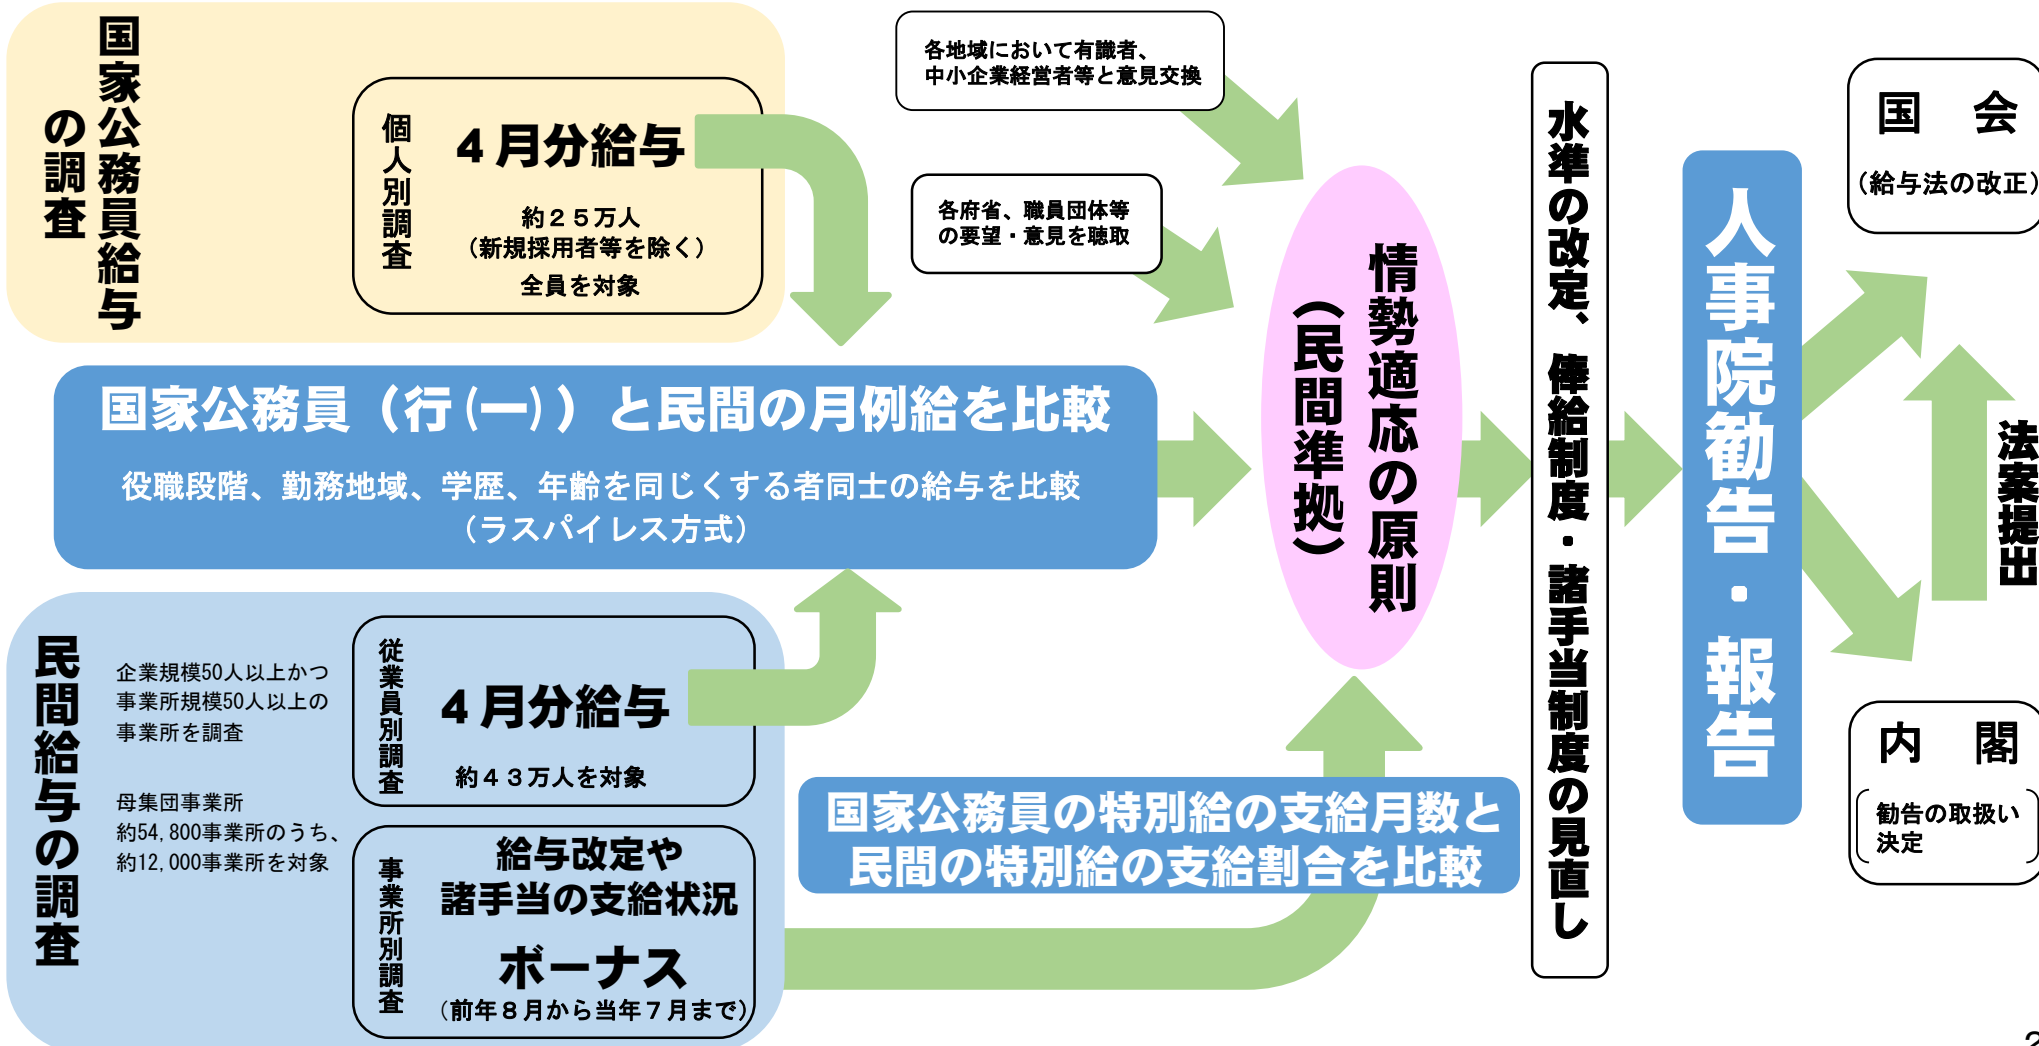 国家公務員給与
の調査
個人別調査
４月分給与
約２５万人
（新規採用者等を除く）
全員を対象
各地域において有識者、
中小企業経営者等と意見交換
各府省、職員団体等
の要望・意見を聴取
国家公務員（行(一)）と民間の月例給を比較
役職段階、勤務地域、学歴、年齢を同じくする者同士の給与を比較
（ラスパイレス方式）
民間給与の調査
企業規模50人以上かつ
事業所規模50人以上の
事業所を調査
母集団事業所
約54,800事業所のうち、
約12,000事業所を対象
従業員別調査
４月分給与
約４３万人を対象
事業所別調査
給与改定や
諸手当の支給状況
ボーナス
（前年８月から当年７月まで）
国家公務員の特別給の支給月数と
民間の特別給の支給割合を比較
情勢適応の原則
（民間準拠）
水準の改定、俸給制度・諸手当制度の見直し
人事院勧告・報告
国　会
（給与法の改正）
法案提出
内　閣
勧告の取扱い
決定